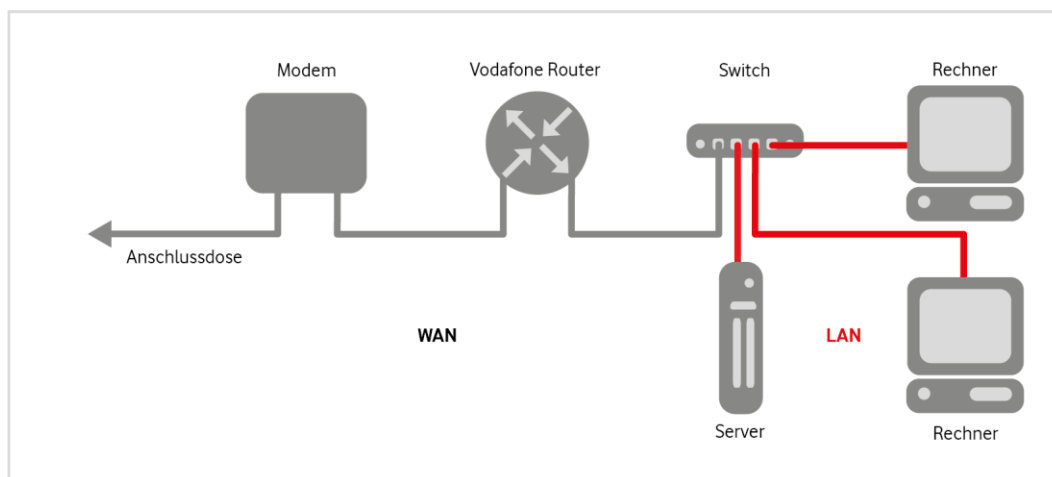 Modem
Vodafone Router
Switch
Rechner
Anschlussdose
WAN
LAN
Server
Rechner